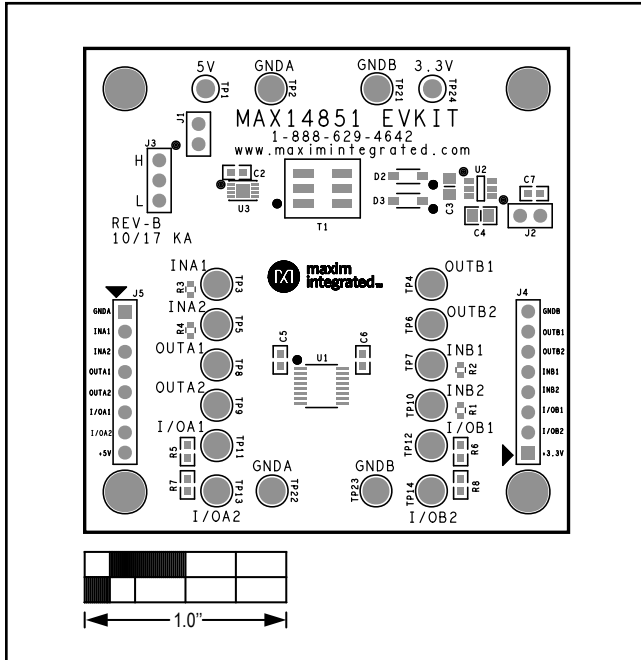 5V GNDA GNDB 3.3V
TP1 TP2 TP21 TP24
MAX14851 EVKIT
1-888-629-4642
www.maximintegrated.com
J1
J3
H
L
C2
U3
T1
D2
D3
C3
U2
C4
C7
J2
REV-B
10/17 KA
maxim
integrated™
INA1
R3
TP3
INA2
R4
TP5
OUTA1
TP8
OUTA2
TP9
I/OA1
R5
TP11
R7
TP13
I/OA2
J5
GNDA
INA1
INA2
OUTA1
OUTA2
I/OA1
I/OA2
+5V
C5
U1
C6
GNDA
TP22
GNDB
TP23
OUTB1
TP4
OUTB2
TP6
INB1
TP7
R2
INB2
TP10
R1
I/OB1
TP12
R6
TP14
R8
I/OB2
J4
GNDB
OUTB1
OUTB2
INB1
INB2
I/OB1
I/OB2
+3.3V
1.0”